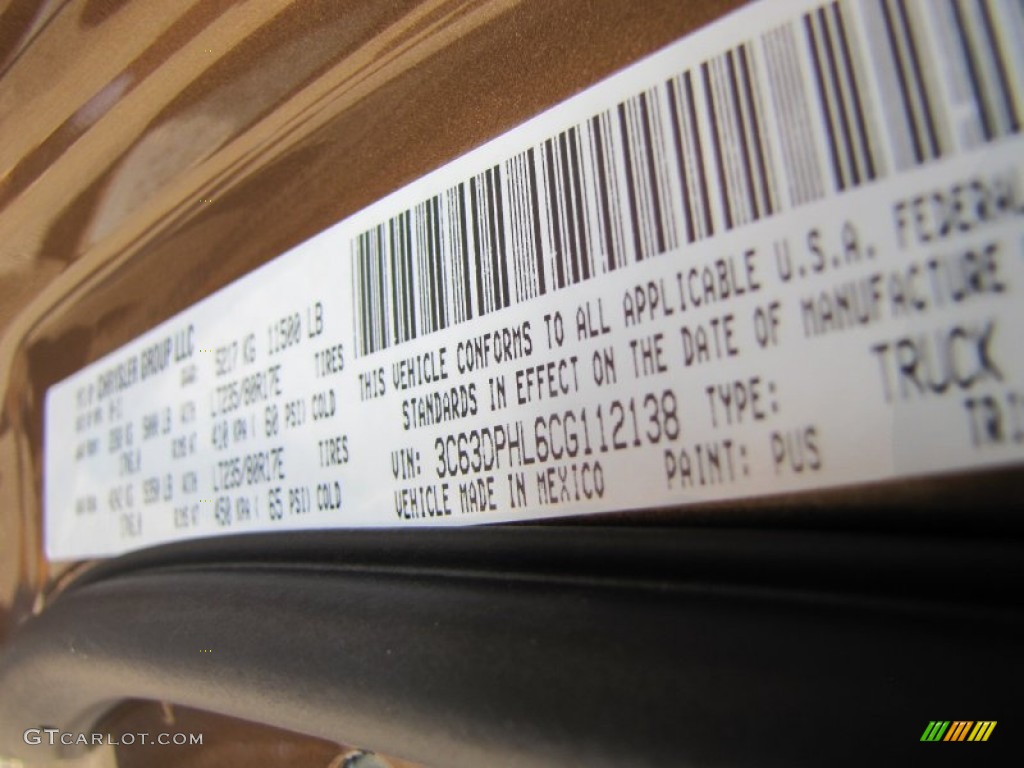 CHRYSLER GROUP LLC
5217 KG 11500 LB
LT235/80R17E TIRES
410 KPA ( 60 PSI) COLD
LT235/80R17E TIRES
450 KPA ( 65 PSI) COLD
THIS VEHICLE CONFORMS TO ALL APPLICABLE U.S.A. FEDERAL
STANDARDS IN EFFECT ON THE DATE OF MANUFACTURE
VIN: 3C63DPHL6CG112138 TYPE: TRUCK
VEHICLE MADE IN MEXICO PAINT: PUS
GTCARLOT.COM